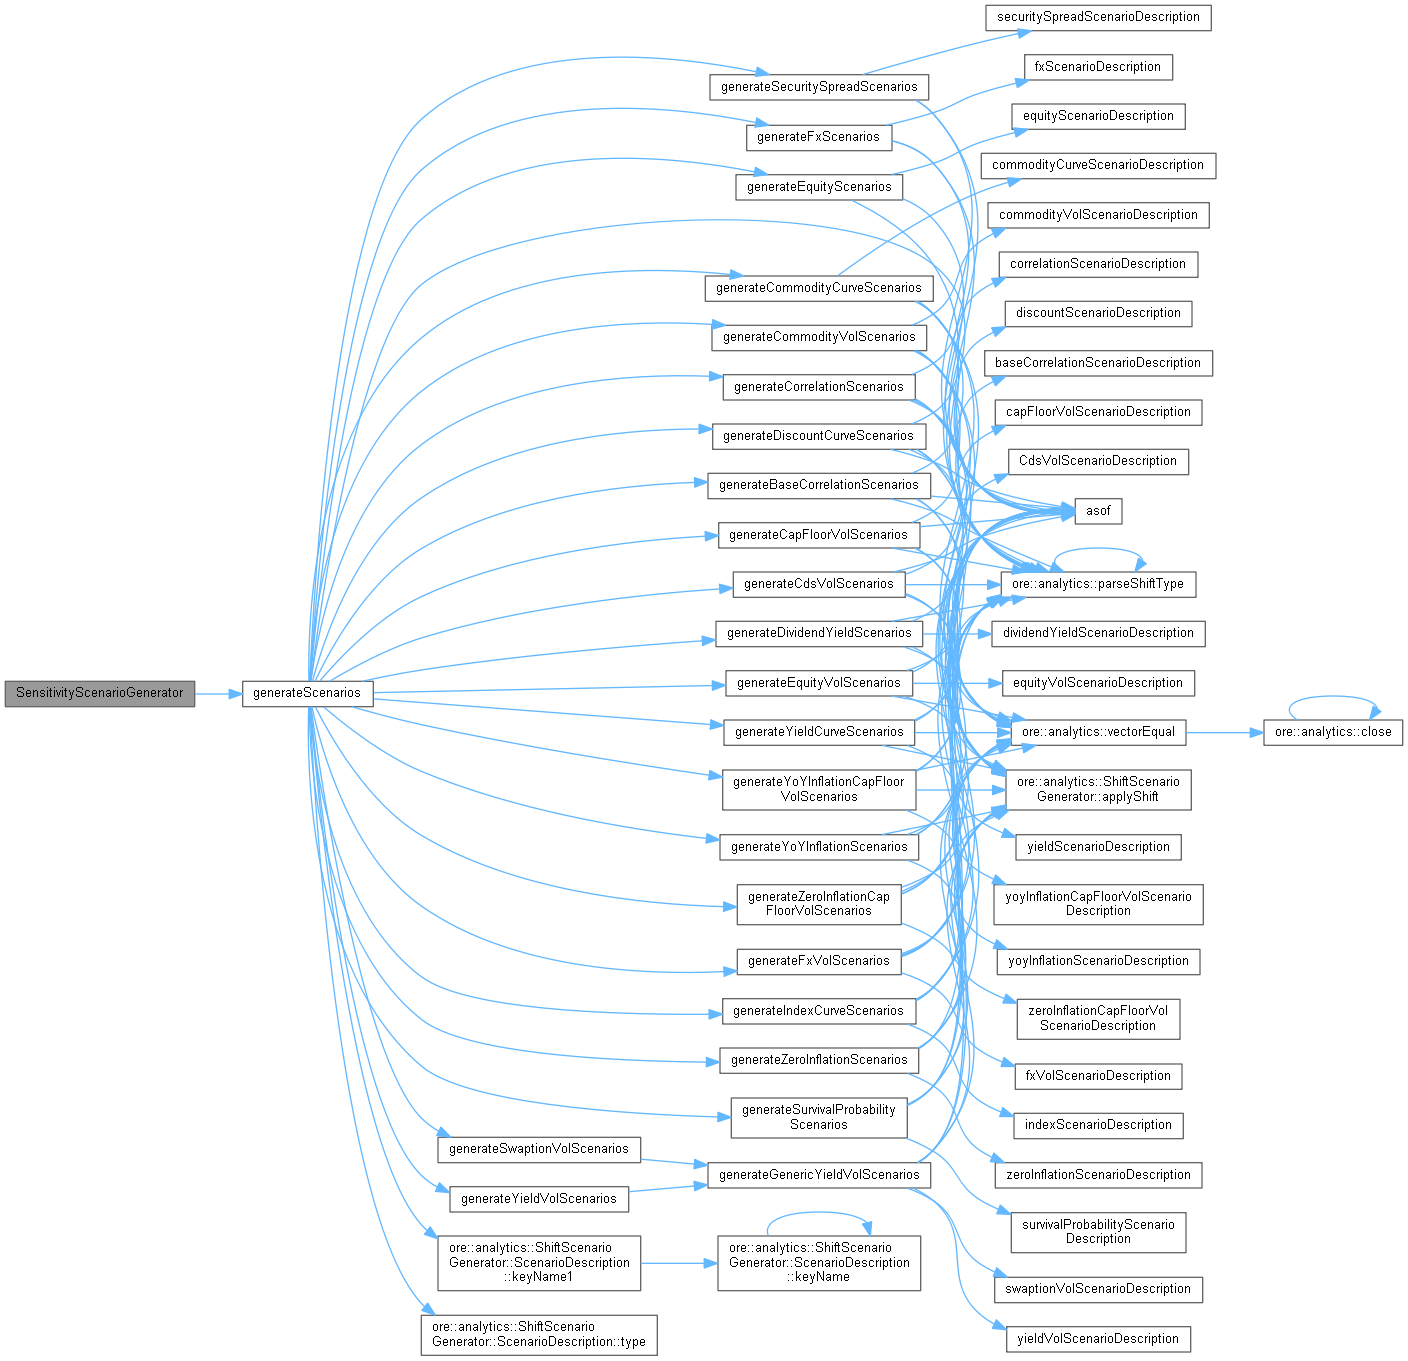 SensitivityScenarioGenerator
generateScenarios
generateSecuritySpreadScenarios
generateFxScenarios
generateEquityScenarios
generateCommodityCurveScenarios
generateCommodityVolScenarios
generateCorrelationScenarios
generateDiscountCurveScenarios
generateBaseCorrelationScenarios
generateCapFloorVolScenarios
generateCdsVolScenarios
generateDividendYieldScenarios
generateEquityVolScenarios
generateYieldCurveScenarios
generateYoYInflationCapFloor
VolScenarios
generateYoYInflationScenarios
generateZeroInflationCap
FloorVolScenarios
generateFxVolScenarios
generateIndexCurveScenarios
generateZeroInflationScenarios
generateSurvivalProbability
Scenarios
generateSwaptionVolScenarios
generateYieldVolScenarios
generateGenericYieldVolScenarios
ore::analytics::ShiftScenario
Generator::ScenarioDescription
::keyName1
ore::analytics::ShiftScenario
Generator::ScenarioDescription
::keyName
ore::analytics::ShiftScenario
Generator::ScenarioDescription::type
securitySpreadScenarioDescription
fxScenarioDescription
equityScenarioDescription
commodityCurveScenarioDescription
commodityVolScenarioDescription
correlationScenarioDescription
discountScenarioDescription
baseCorrelationScenarioDescription
capFloorVolScenarioDescription
CdsVolScenarioDescription
asof
ore::analytics::parseShiftType
dividendYieldScenarioDescription
equityVolScenarioDescription
ore::analytics::vectorEqual
ore::analytics::close
ore::analytics::ShiftScenario
Generator::applyShift
yieldScenarioDescription
yoyInflationCapFloorVolScenario
Description
yoyInflationScenarioDescription
zeroInflationCapFloorVol
ScenarioDescription
fxVolScenarioDescription
indexScenarioDescription
zeroInflationScenarioDescription
survivalProbabilityScenario
Description
swaptionVolScenarioDescription
yieldVolScenarioDescription